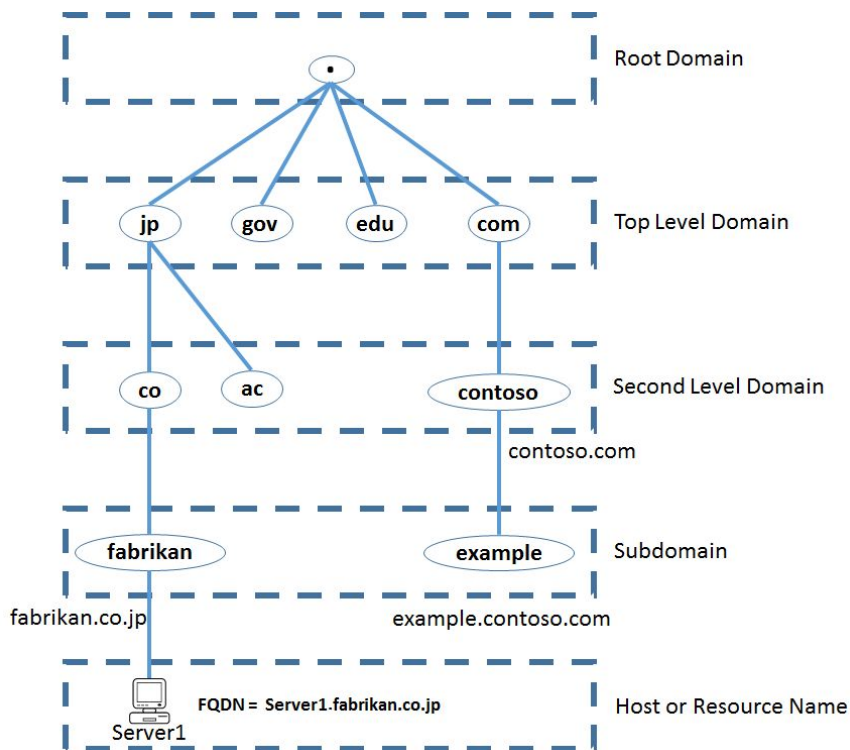 •
Root Domain
jp
gov
edu
com
Top Level Domain
co
ac
contoso
Second Level Domain
contoso.com
fabrikan
example
Subdomain
fabrikan.co.jp
example.contoso.com
FQDN = Server1.fabrikan.co.jp
Host or Resource Name
Server1